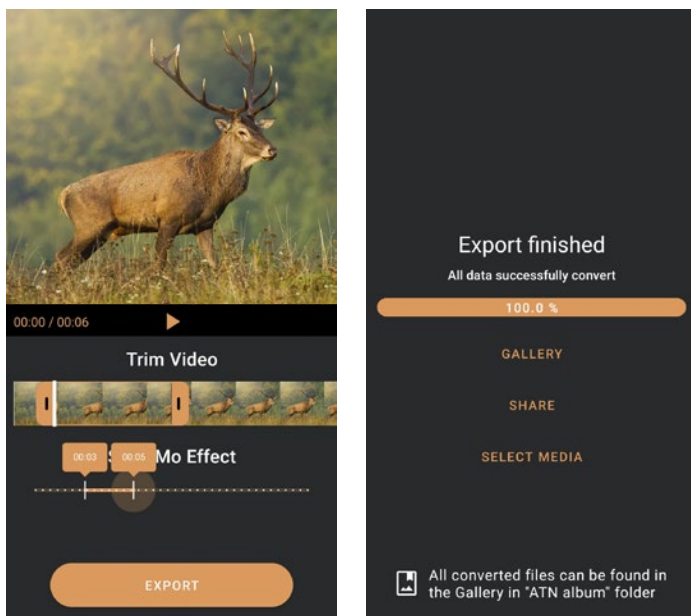 00:00 / 00:06
Trim Video
00:03
00:05
Mo Effect
EXPORT
Export finished
All data successfully convert
100.0 %
GALLERY
SHARE
SELECT MEDIA
All converted files can be found in
the Gallery in "ATN album" folder